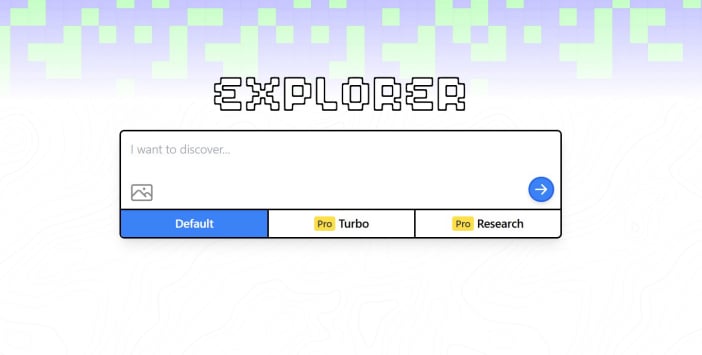 EXPLORER
I want to discover...
Default
Pro Turbo
Pro Research